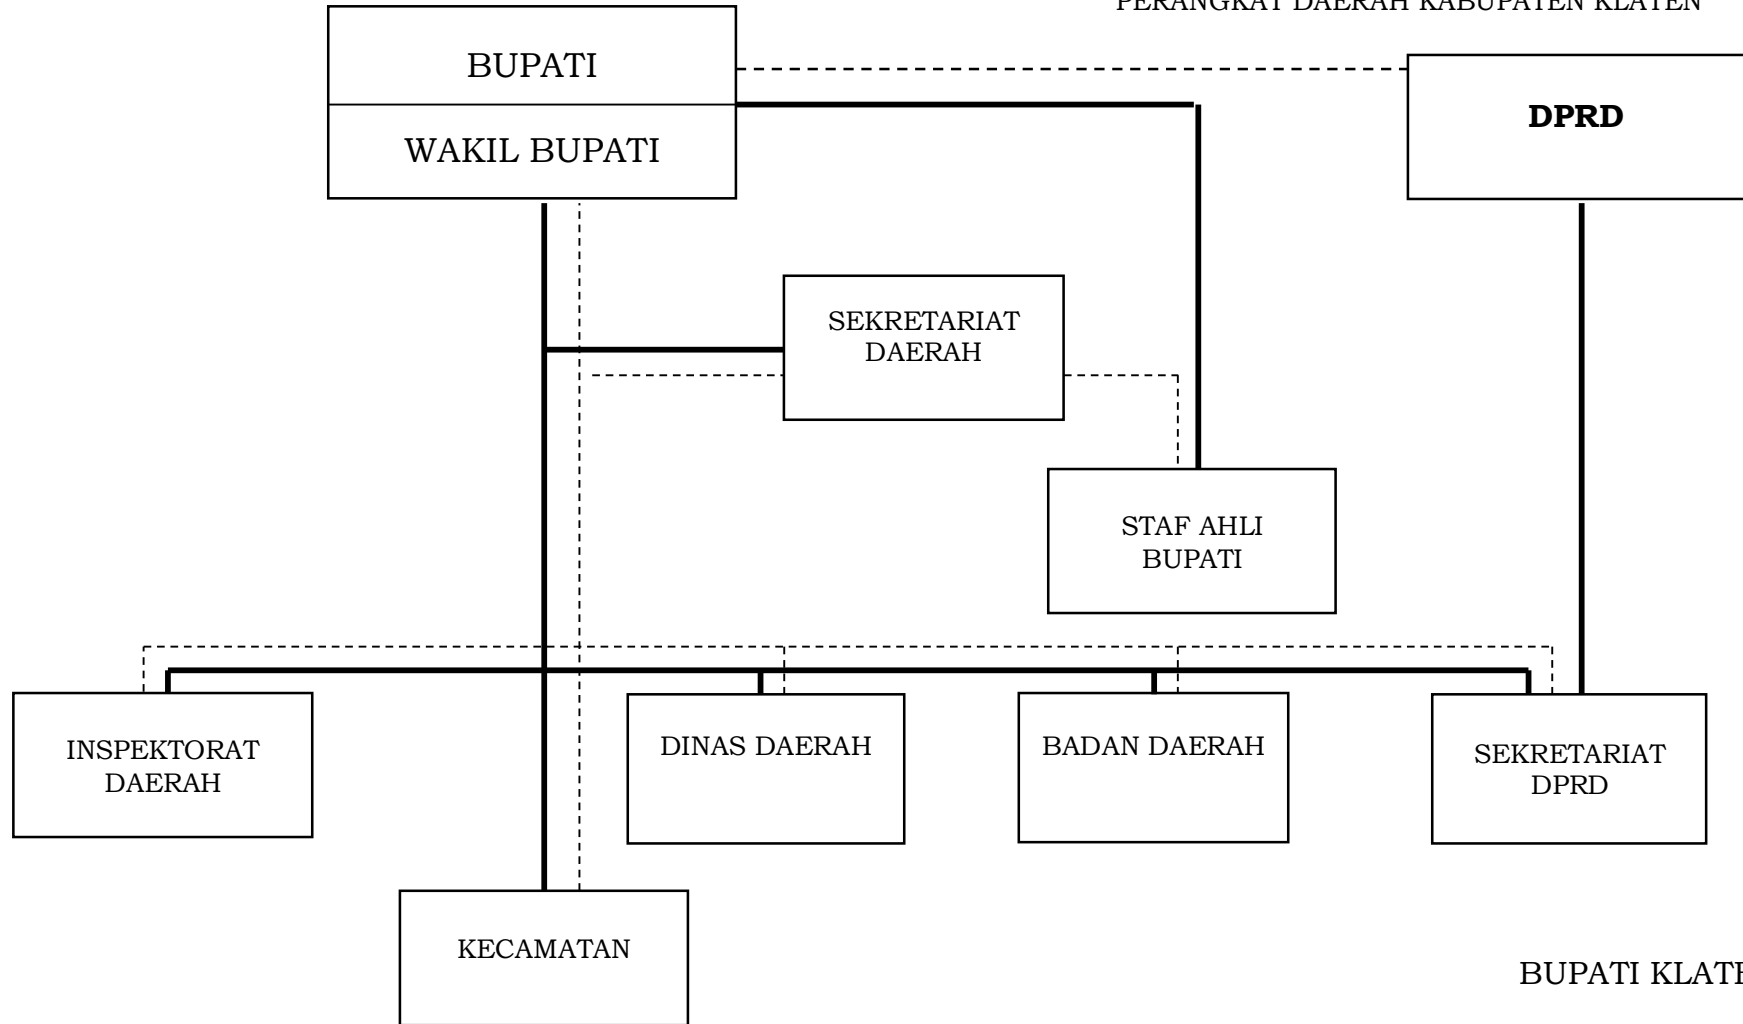 PERANGKAT DAERAH KABUPATEN KLATEN
BUPATI
WAKIL BUPATI
DPRD
SEKRETARIAT
DAERAH
STAF AHLI
BUPATI
INSPEKTORAT
DAERAH
DINAS DAERAH
BADAN DAERAH
SEKRETARIAT
DPRD
KECAMATAN
BUPATI